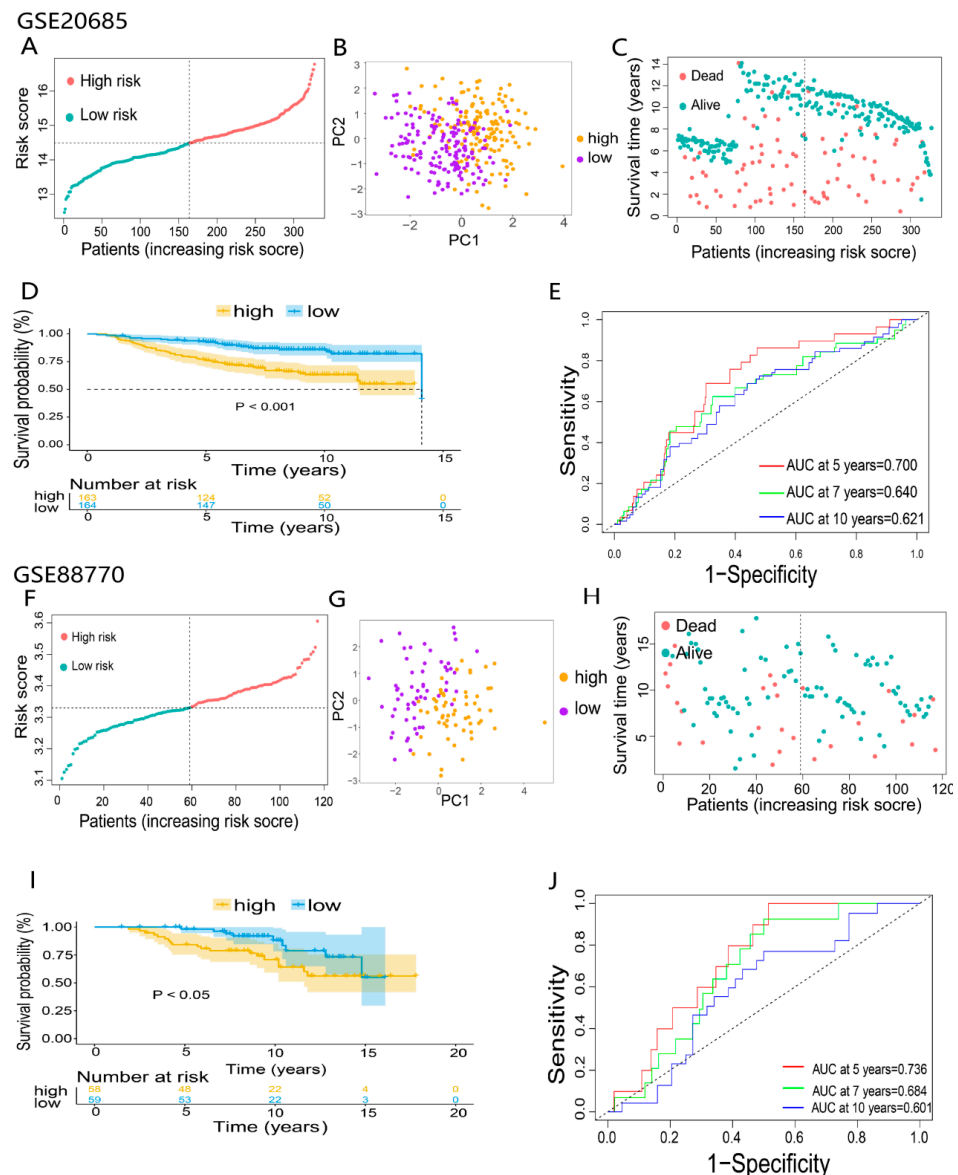 GSE20685
A
High risk
Low risk
Risk score
13 14 15 16
0 50 100 150 200 250 300
Patients (increasing risk socre)
B
PC2
3
2
1
0
−1
−2
−3
−2 0 2 4
PC1
high
low
C
Dead
Alive
Survival time (years)
0 2 4 6 8 10 12 14
0 50 100 150 200 250 300
Patients (increasing risk socre)
D
high low
Survival probability (%)
1.00
0.75
0.50
0.25
0.00
P < 0.001
0 5 10 15
Time (years)
Number at risk
high 163 124 52 0
low 164 147 50 0
0 5 10 15
Time (years)
E
Sensitivity
0.0 0.2 0.4 0.6 0.8 1.0
AUC at 5 years=0.700
AUC at 7 years=0.640
AUC at 10 years=0.621
0.0 0.2 0.4 0.6 0.8 1.0
1−Specificity
GSE88770
F
High risk
Low risk
Risk score
3.1 3.2 3.3 3.4 3.5 3.6
0 20 40 60 80 100 120
Patients (increasing risk socre)
G
PC2
3
2
1
0
−1
−2
−3
−2 0 2 4
PC1
high
low
H
Dead
Alive
Survival time (years)
5 10 15
0 20 40 60 80 100 120
Patients (increasing risk socre)
I
high low
Survival probability (%)
1.00
0.75
0.50
0.25
0.00
P < 0.05
0 5 10 15 20
Time (years)
Number at risk
high 58 48 22 4 0
low 59 53 22 3 0
0 5 10 15 20
Time (years)
J
Sensitivity
0.0 0.2 0.4 0.6 0.8 1.0
AUC at 5 years=0.736
AUC at 7 years=0.684
AUC at 10 years=0.601
0.0 0.2 0.4 0.6 0.8 1.0
1−Specificity